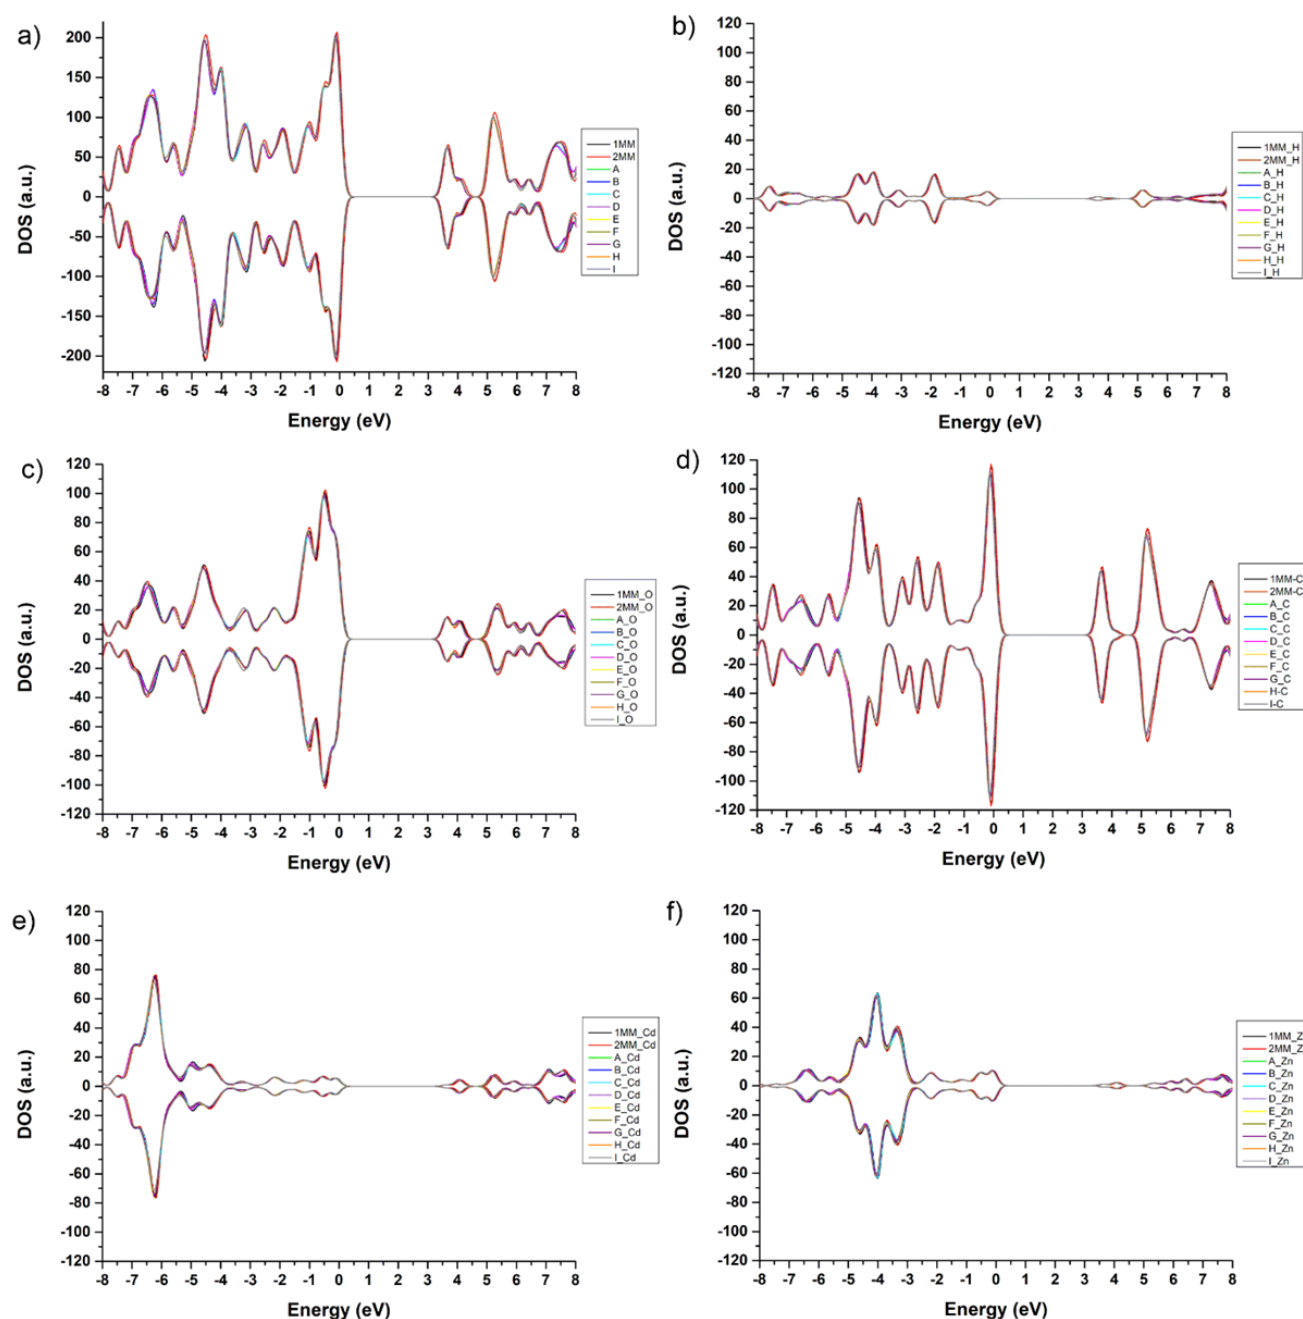 a)
DOS (a.u.)
200
150
100
50
0
-50
-100
-150
-200
-8 -7 -6 -5 -4 -3 -2 -1 0 1 2 3 4 5 6 7 8
Energy (eV)
1MM
2MM
A
B
C
D
E
F
G
H
I
b)
DOS (a.u.)
120
100
80
60
40
20
0
-20
-40
-60
-80
-100
-120
-8 -7 -6 -5 -4 -3 -2 -1 0 1 2 3 4 5 6 7 8
Energy (eV)
1MM_H
2MM_H
A_H
B_H
C_H
D_H
E_H
F_H
G_H
H_H
I_H
c)
DOS (a.u.)
120
100
80
60
40
20
0
-20
-40
-60
-80
-100
-120
-8 -7 -6 -5 -4 -3 -2 -1 0 1 2 3 4 5 6 7 8
Energy (eV)
1MM_O
2MM_O
A_O
B_O
C_O
D_O
E_O
F_O
G_O
H_O
I_O
d)
DOS (a.u.)
120
100
80
60
40
20
0
-20
-40
-60
-80
-100
-120
-8 -7 -6 -5 -4 -3 -2 -1 0 1 2 3 4 5 6 7 8
Energy (eV)
1MM-C
2MM-C
A_C
B_C
C_C
D_C
E_C
F_C
G_C
H-C
I-C
e)
DOS (a.u.)
120
100
80
60
40
20
0
-20
-40
-60
-80
-100
-120
-8 -7 -6 -5 -4 -3 -2 -1 0 1 2 3 4 5 6 7 8
Energy (eV)
1MM_Cd
2MM_Cd
A_Cd
B_Cd
C_Cd
D_Cd
E_Cd
F_Cd
G_Cd
H_Cd
I_Cd
f)
DOS (a.u.)
120
100
80
60
40
20
0
-20
-40
-60
-80
-100
-120
-8 -7 -6 -5 -4 -3 -2 -1 0 1 2 3 4 5 6 7 8
Energy (eV)
1MM_Z
2MM_Z
A_Zn
B_Zn
C_Zn
D_Zn
E_Zn
F_Zn
G_Zn
H_Zn
I_Zn